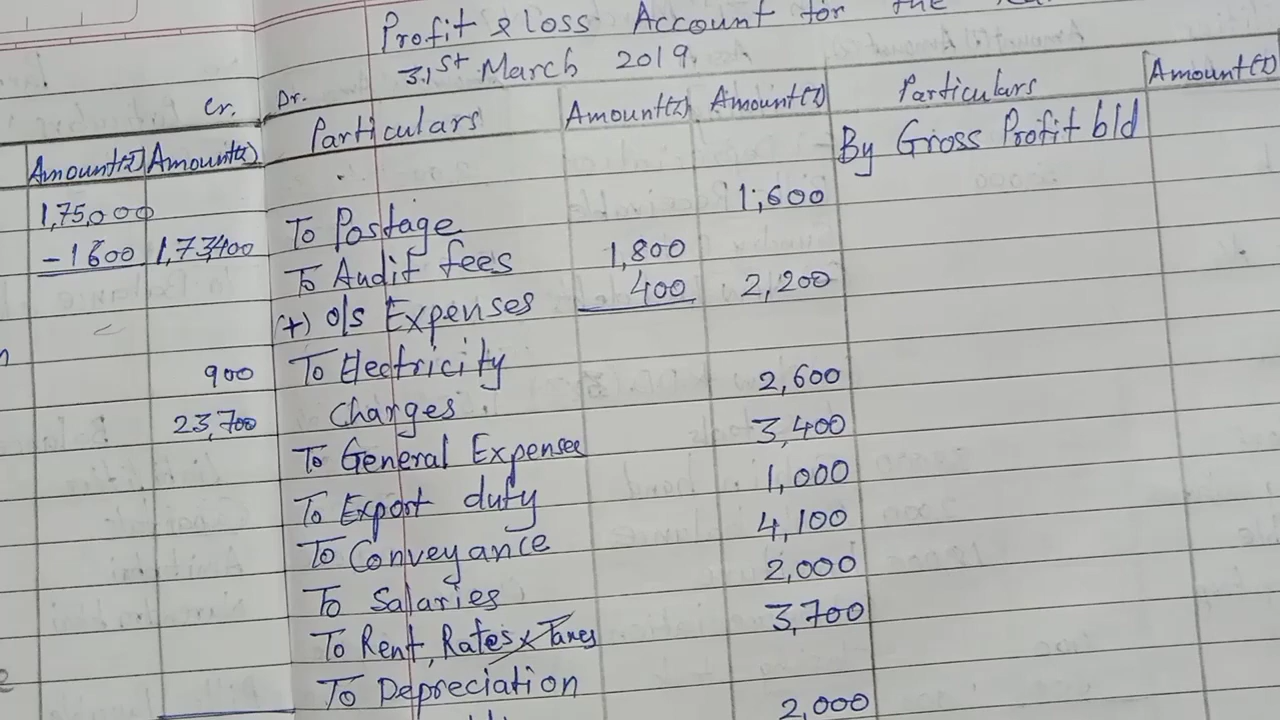 Profit & loss Account for the
31st March 2019.
Cr.
Amount(₹) Amount(₹)
1,75,000
-1600 1,73,400
900
23,700
Dr.
Particulars Amount(₹) Amount(₹) Particulars Amount(₹)
By Gross Profit b/d
To Postage 1,600
To Audit fees 1,800
(+) o/s Expenses 400 2,200
To Electricity
charges. 2,600
To General Expenses 3,400
To Export duty 1,000
To Conveyance 4,100
To Salaries 2,000
To Rent, Rates & Taxes 3,700
To Depreciation
2,000